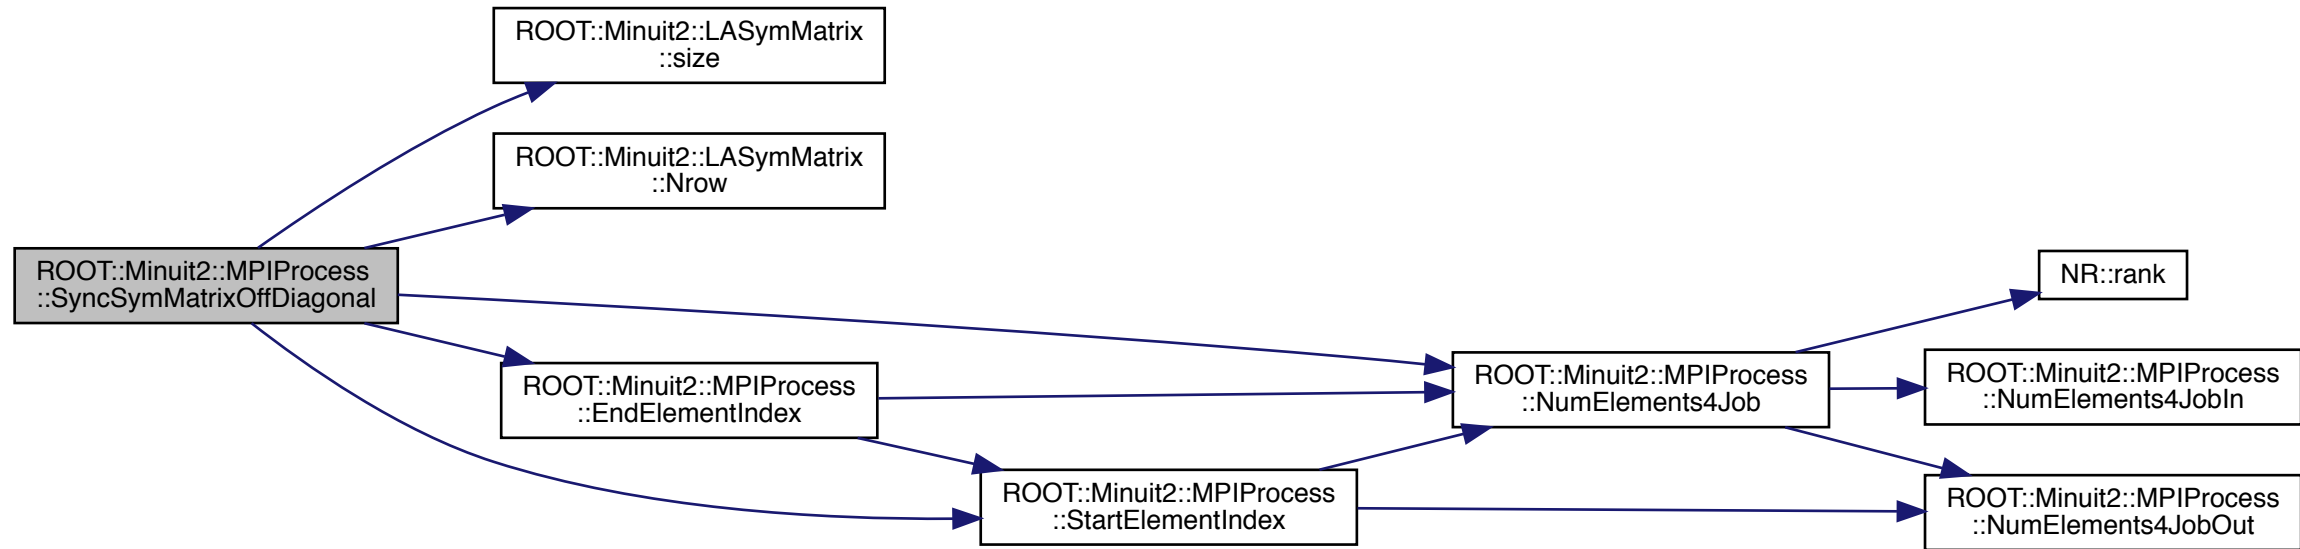 ROOT::Minuit2::LASymMatrix
::size
ROOT::Minuit2::LASymMatrix
::Nrow
ROOT::Minuit2::MPIProcess
::SyncSymMatrixOffDiagonal
ROOT::Minuit2::MPIProcess
::EndElementIndex
ROOT::Minuit2::MPIProcess
::StartElementIndex
ROOT::Minuit2::MPIProcess
::NumElements4Job
NR::rank
ROOT::Minuit2::MPIProcess
::NumElements4JobIn
ROOT::Minuit2::MPIProcess
::NumElements4JobOut